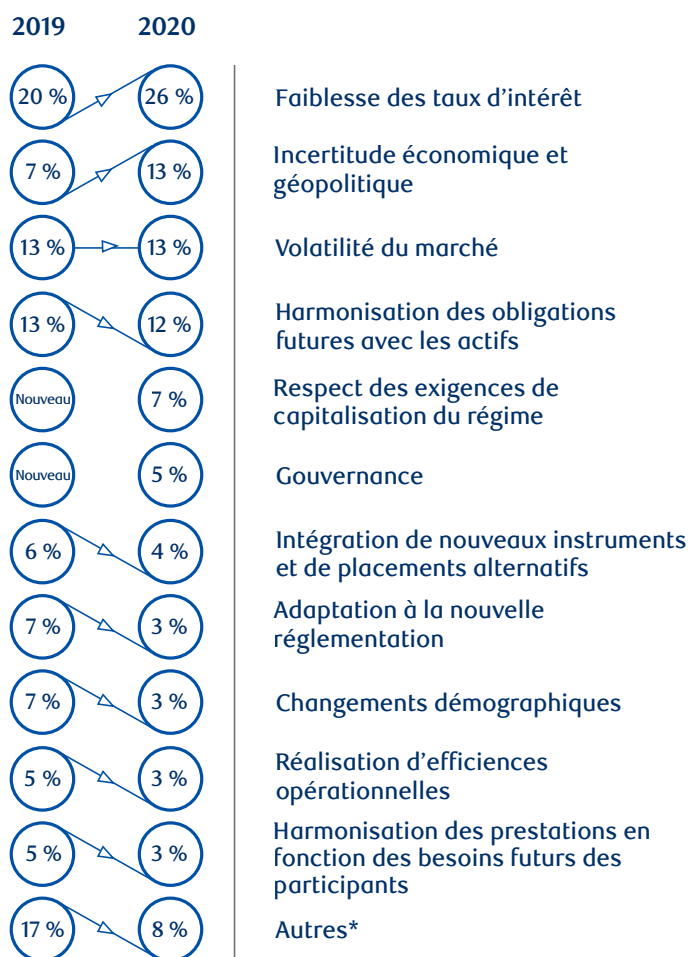 2019 2020
20 % 26 % Faiblesse des taux d’intérêt
7 % 13 % Incertitude économique et
géopolitique
13 % 13 % Volatilité du marché
13 % 12 % Harmonisation des obligations
futures avec les actifs
Nouveau 7 % Respect des exigences de
capitalisation du régime
Nouveau 5 % Gouvernance
6 % 4 % Intégration de nouveaux instruments
et de placements alternatifs
7 % 3 % Adaptation à la nouvelle
réglementation
7 % 3 % Changements démographiques
5 % 3 % Réalisation d’efficiences
opérationnelles
5 % 3 % Harmonisation des prestations en
fonction des besoins futurs des
participants
17 % 8 % Autres*